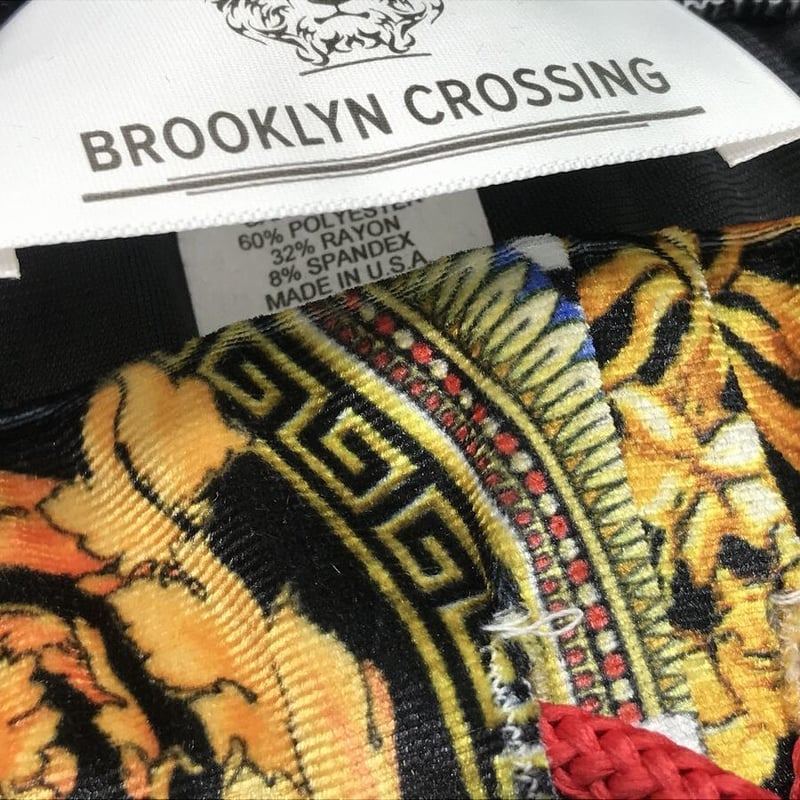 BROOKLYN CROSSING
60% POLYESTER
32% RAYON
8% SPANDEX
MADE IN U.S.A